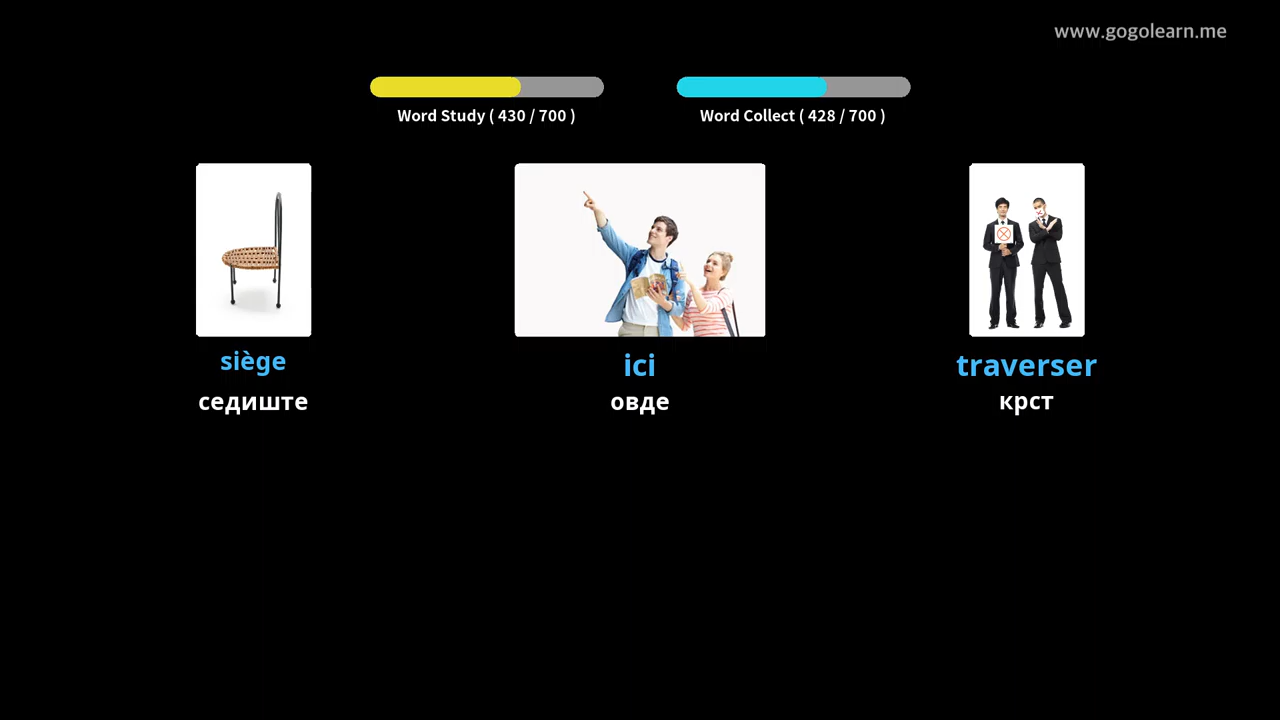 www.gogolearn.me
Word Study ( 430 / 700 )
Word Collect ( 428 / 700 )
siège
ici
traverser
седиште
овде
крст